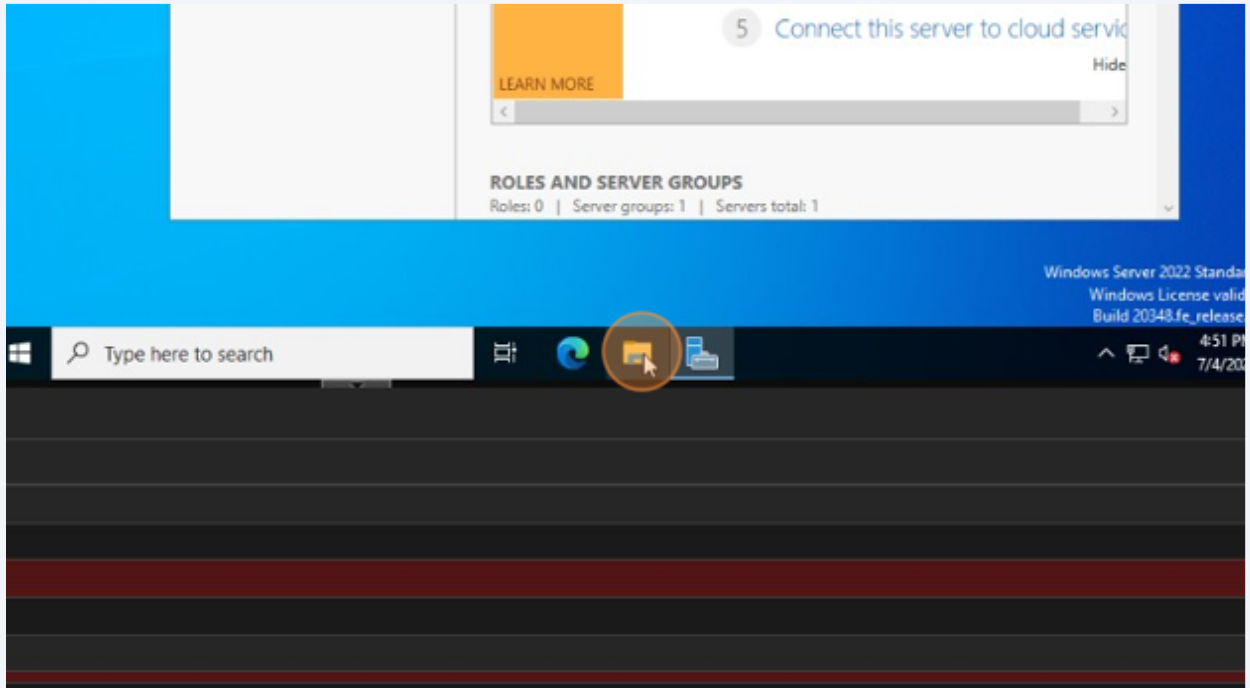 5 Connect this server to cloud servic
Hide
LEARN MORE
ROLES AND SERVER GROUPS
Roles: 0 | Server groups: 1 | Servers total: 1
Windows Server 2022 Standar
Windows License valid
Build 20348.fe_release.
Type here to search
4:51 PM
7/4/202